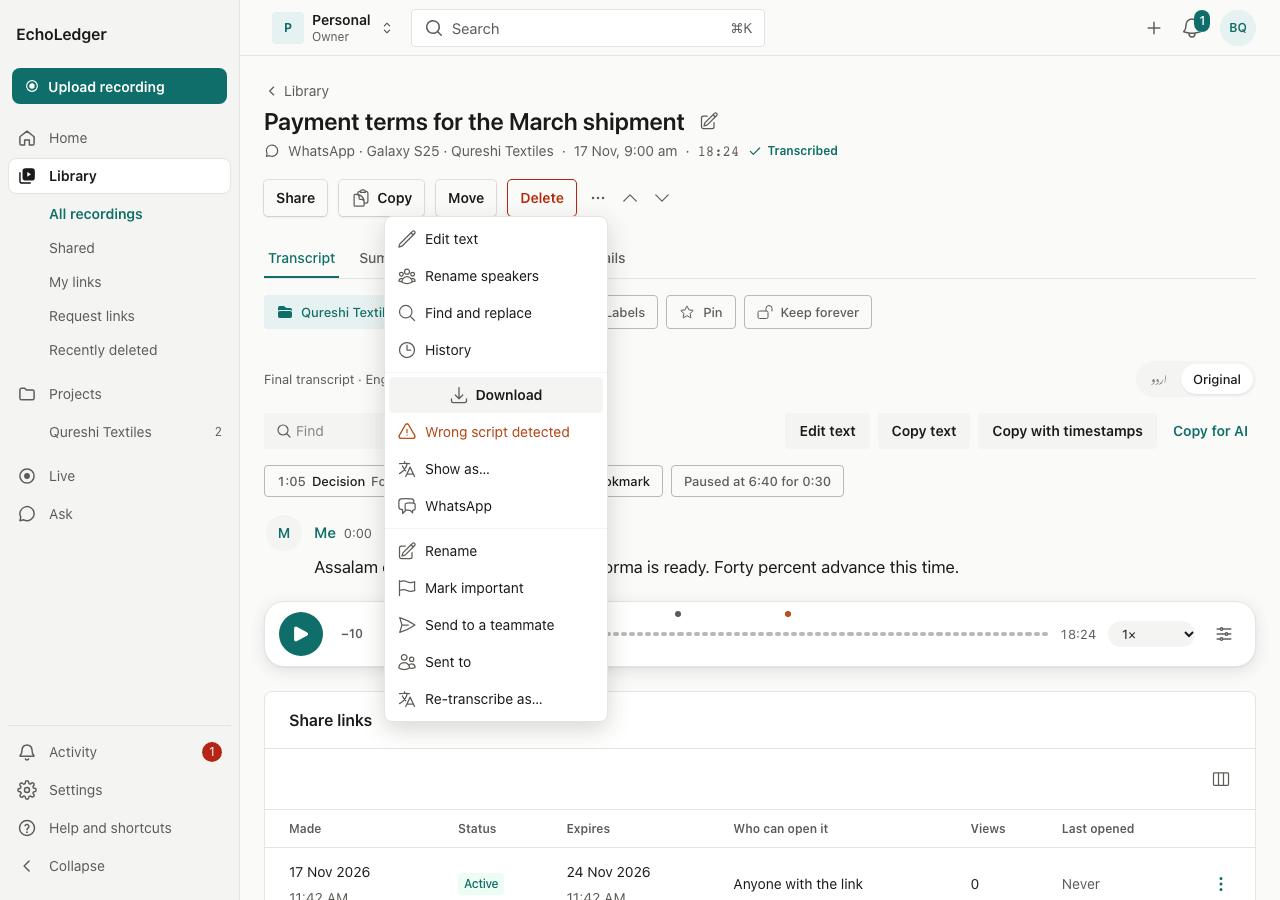 EchoLedger
P
Personal
Owner
Search
⌘K
1
BQ
Upload recording
Home
Library
All recordings
Shared
My links
Request links
Recently deleted
Projects
Qureshi Textiles 2
Live
Ask
Activity 1
Settings
Help and shortcuts
Collapse
Library
Payment terms for the March shipment
WhatsApp · Galaxy S25 · Qureshi Textiles · 17 Nov, 9:00 am · 18:24 Transcribed
Share Copy Move Delete
Transcript
Pin Keep forever
Labels
Final transcript
اردو Original
Find
Edit text Copy text Copy with timestamps Copy for AI
1:05 Decision
Paused at 6:40 for 0:30
M Me 0:00
Assalam
is ready. Forty percent advance this time.
−10
18:24 1×
Edit text
Rename speakers
Find and replace
History
Download
Wrong script detected
Show as...
WhatsApp
Rename
Mark important
Send to a teammate
Sent to
Re-transcribe as...
Share links
Made Status Expires Who can open it Views Last opened
17 Nov 2026 Active 24 Nov 2026 Anyone with the link 0 Never
11:42 AM 11:42 AM